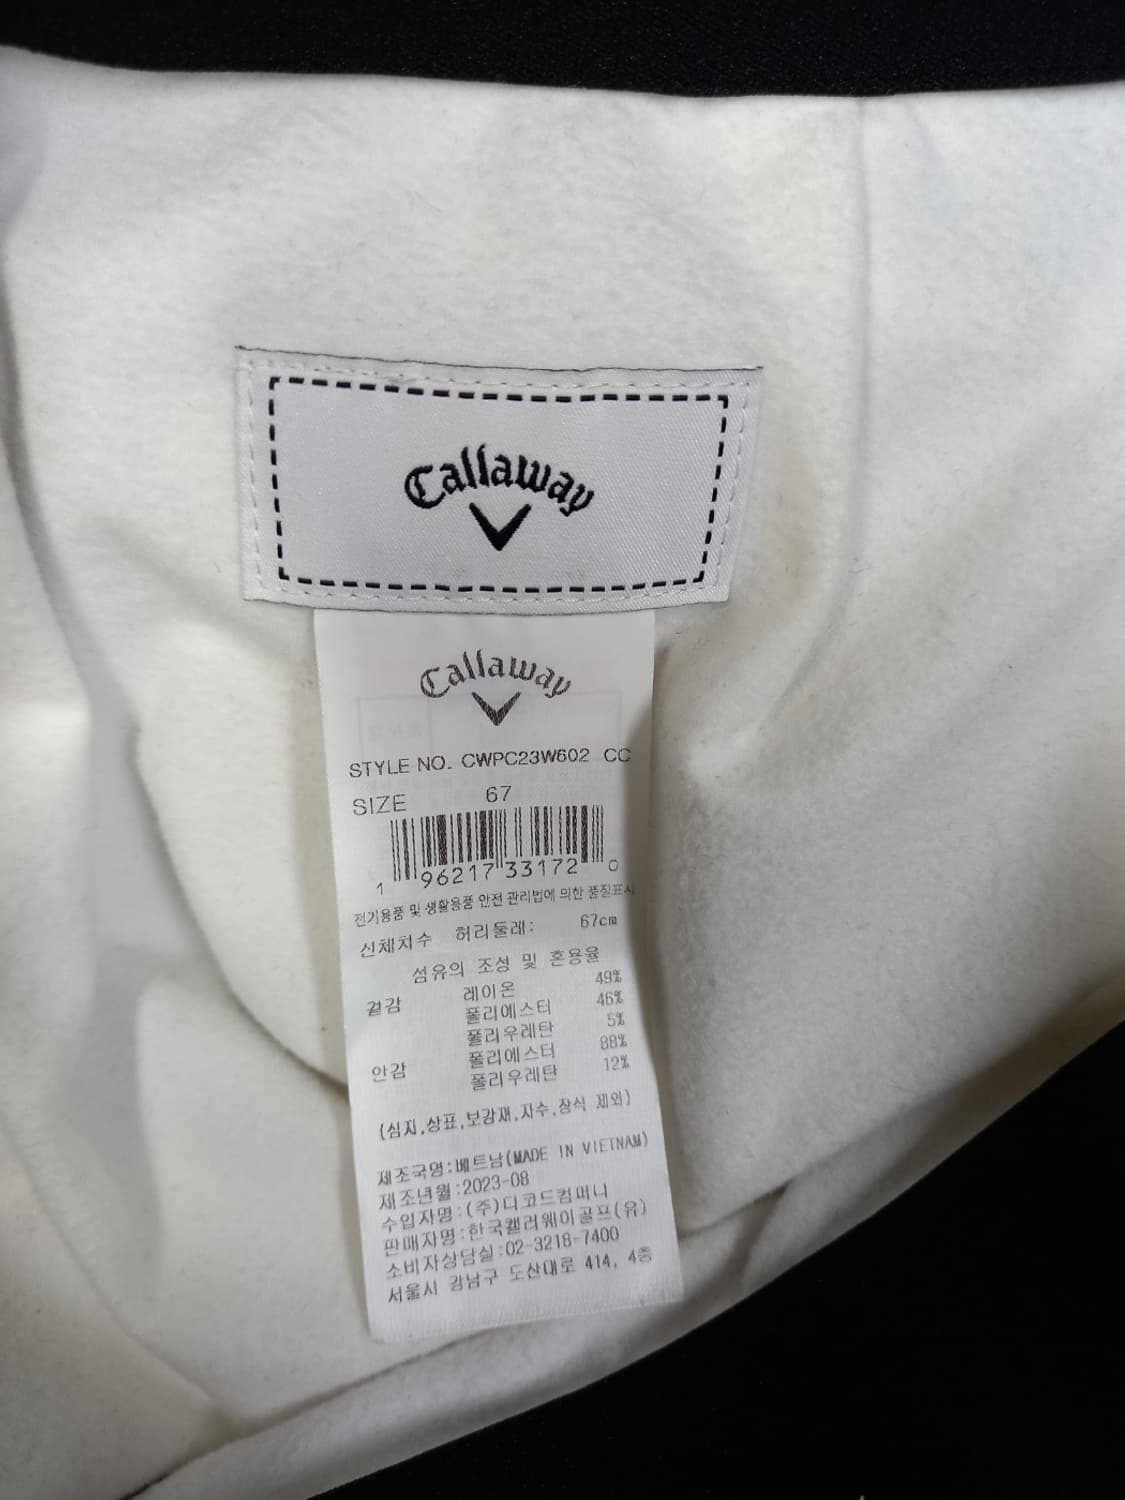 Callaway
Callaway
STYLE NO. CWPC23W602 CC
SIZE 67
1 96217 33172 0
전기용품 및 생활용품 안전 관리법에 의한 품질표시
신체치수 허리둘레: 67cm
섬유의 조성 및 혼용율
겉감 레이온 49%
폴리에스터 46%
폴리우레탄 5%
안감 폴리에스터 88%
폴리우레탄 12%
(심지,상표,보강재,자수,장식 제외)
제조국명:베트남(MADE IN VIETNAM)
제조년월:2023-08
수입자명:(주)디코드컴퍼니
판매자명:한국캘러웨이골프(유)
소비자상담실:02-3218-7400
서울시 강남구 도산대로 414, 4층